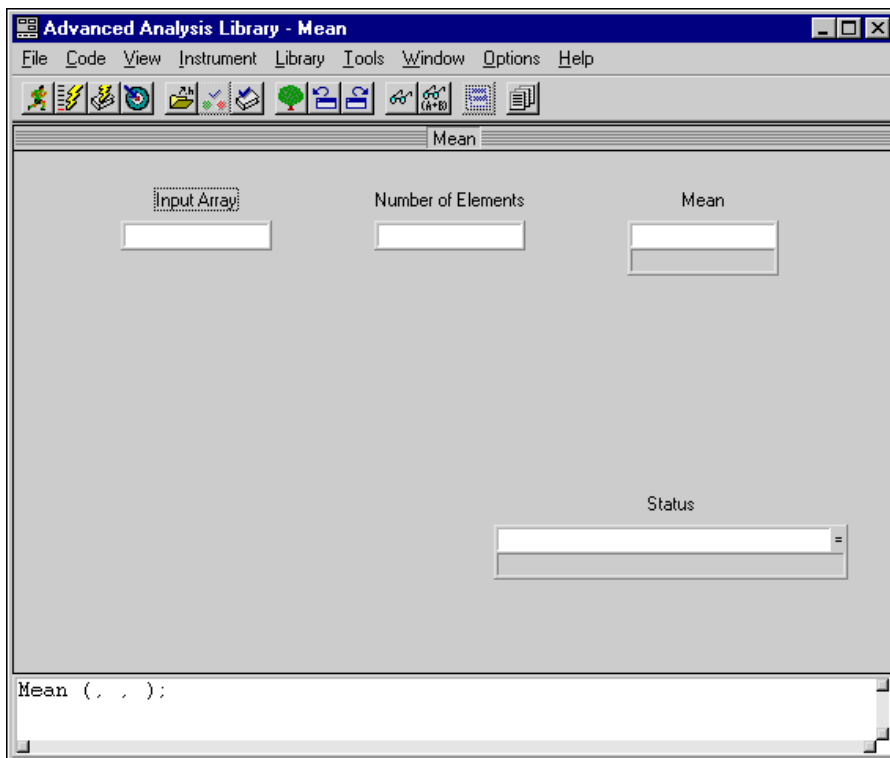 Advanced Analysis Library - Mean
File Code View Instrument Library Tools Window Options Help
(A+B)
Mean
Input Array Number of Elements Mean
Status
=
Mean (, , );